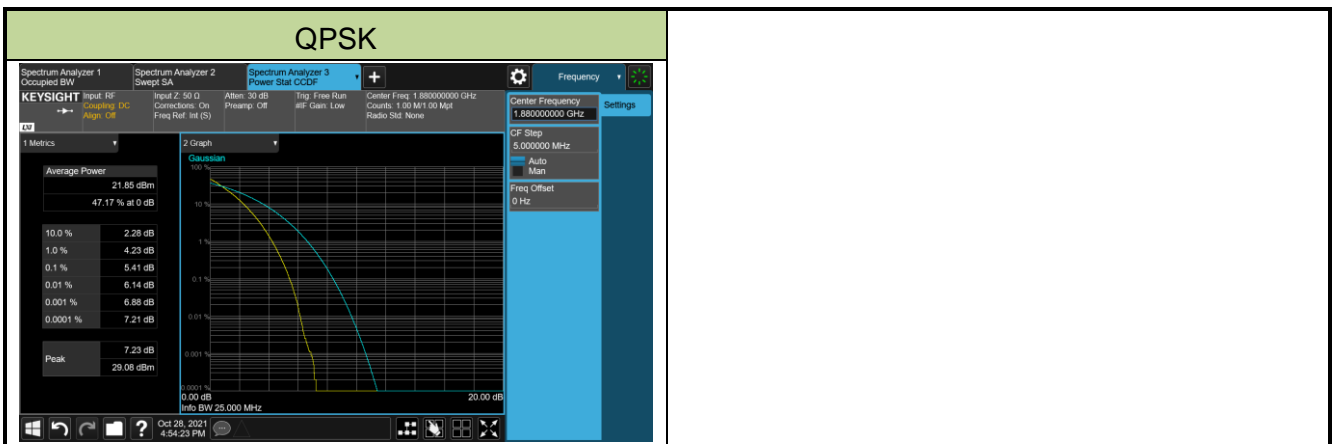 QPSK
Spectrum Analyzer 1
Occupied BW
Spectrum Analyzer 2
Swept SA
Spectrum Analyzer 3
Power Stat CCDF
Frequency
KEYSIGHT
LXI
Input: RF
Coupling: DC
Align: Off
Input Z: 50 Ω
Corrections: On
Freq Ref: Int (S)
Atten: 30 dB
Preamp: Off
Trig: Free Run
#IF Gain: Low
Center Freq: 1.880000000 GHz
Counts: 1.00 M/1.00 Mpt
Radio Std: None
Center Frequency
1.880000000 GHz
Settings
CF Step
5.000000 MHz
Auto
Man
Freq Offset
0 Hz
1 Metrics
Average Power
21.85 dBm
47.17 % at 0 dB
10.0 % 2.28 dB
1.0 % 4.23 dB
0.1 % 5.41 dB
0.01 % 6.14 dB
0.001 % 6.88 dB
0.0001 % 7.21 dB
Peak 7.23 dB
29.08 dBm
2 Graph
Gaussian
100 %
10 %
1 %
0.1 %
0.01 %
0.001 %
0.0001 %
0.00 dB 20.00 dB
Info BW 25.000 MHz
?
Oct 28, 2021
4:54:23 PM